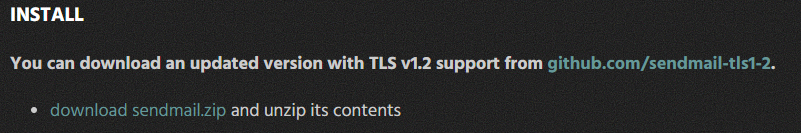 INSTALL
You can download an updated version with TLS v1.2 support from github.com/sendmail-tls1-2.
• download sendmail.zip and unzip its contents